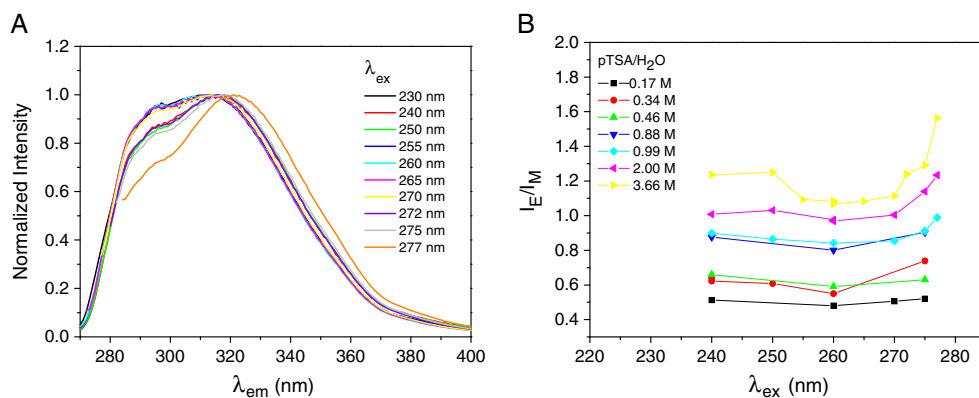 A
Normalized Intensity
1.2
1.0
0.8
0.6
0.4
0.2
0.0
280 300 320 340 360 380 400
λem (nm)
λex
230 nm
240 nm
250 nm
255 nm
260 nm
265 nm
270 nm
272 nm
275 nm
277 nm
B
IE/IM
2.0
1.8
1.6
1.4
1.2
1.0
0.8
0.6
0.4
220 230 240 250 260 270 280
λex (nm)
pTSA/H2O
0.17 M
0.34 M
0.46 M
0.88 M
0.99 M
2.00 M
3.66 M